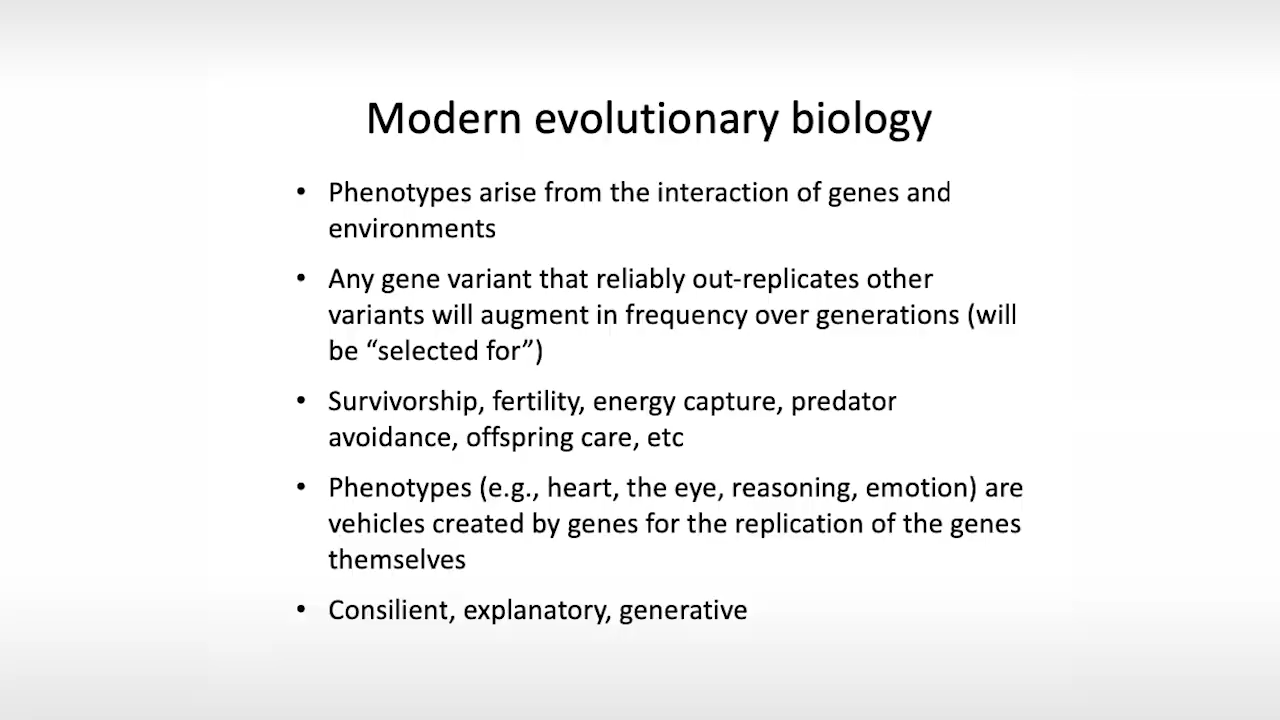 Modern evolutionary biology
• Phenotypes arise from the interaction of genes and
environments
• Any gene variant that reliably out-replicates other
variants will augment in frequency over generations (will
be “selected for”)
• Survivorship, fertility, energy capture, predator
avoidance, offspring care, etc
• Phenotypes (e.g., heart, the eye, reasoning, emotion) are
vehicles created by genes for the replication of the genes
themselves
• Consilient, explanatory, generative